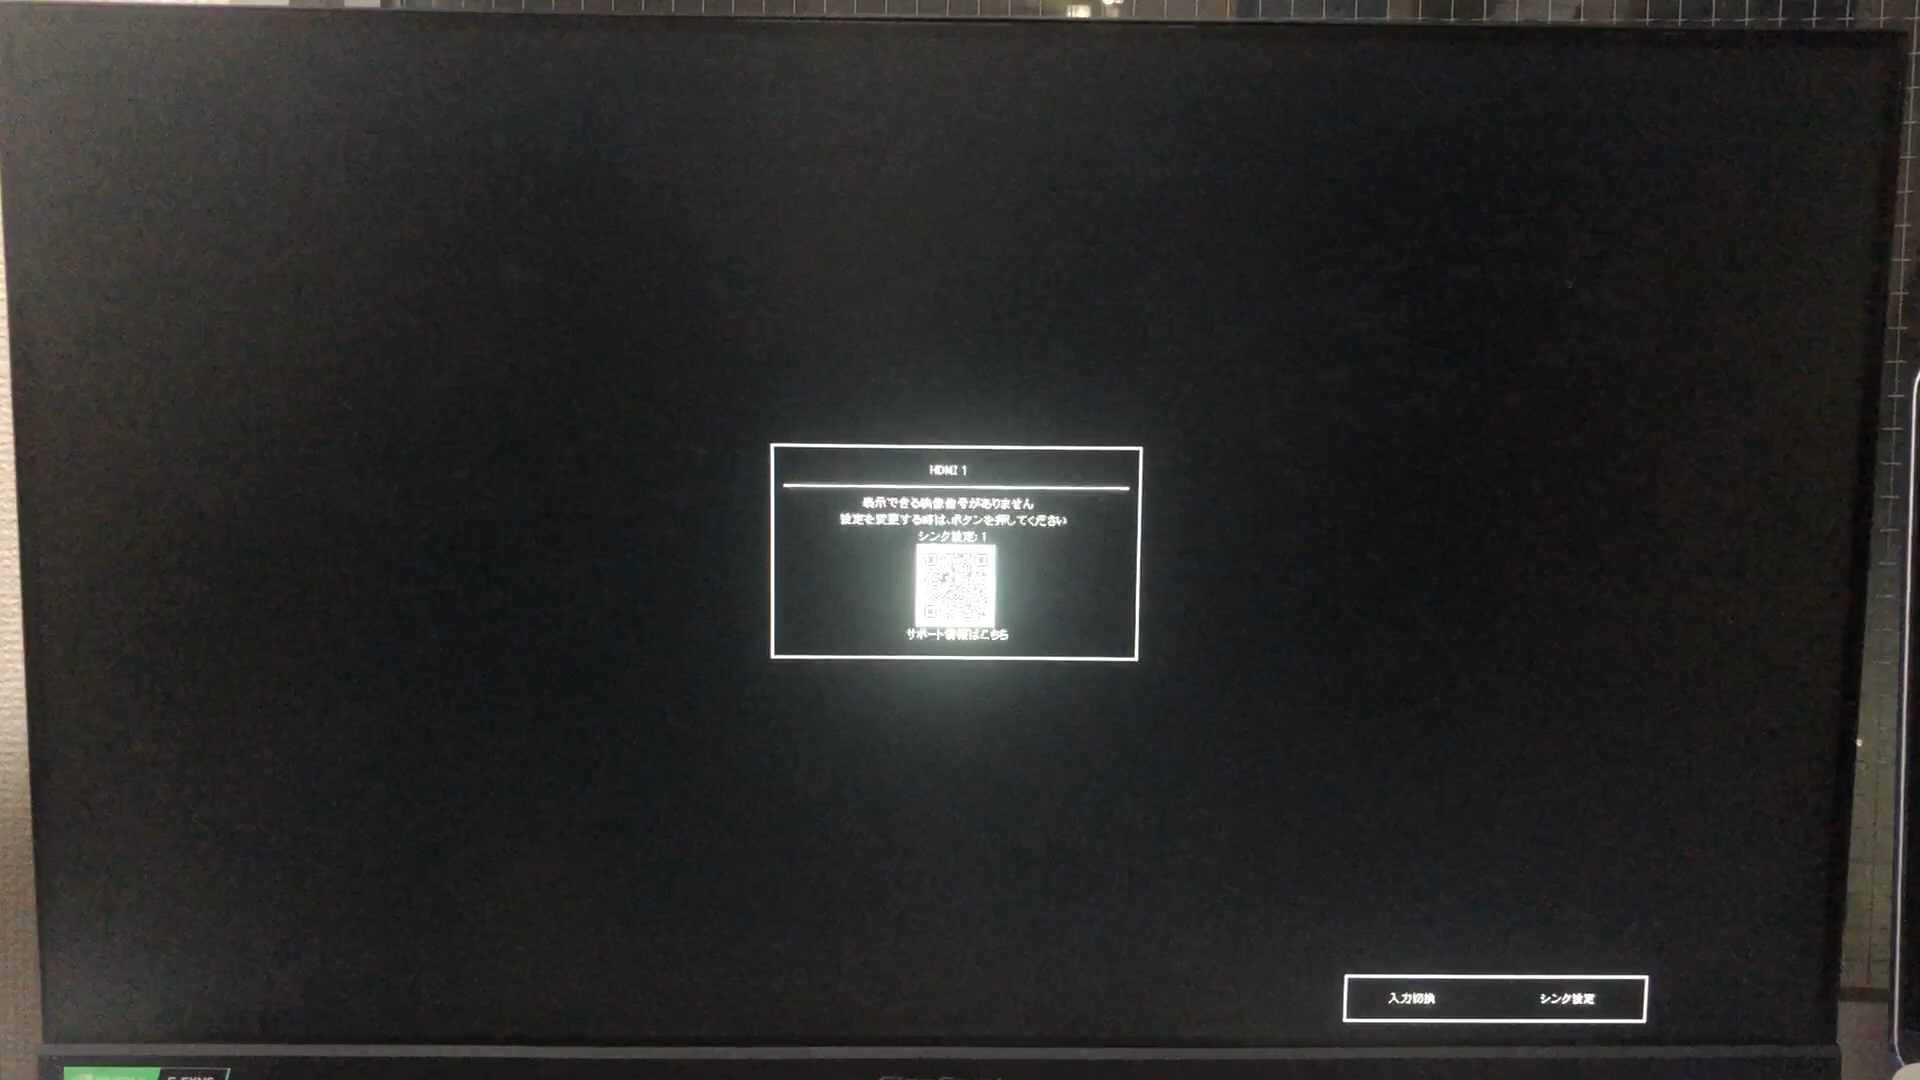 HDMI 1
表示できる映像信号がありません
設定を変更する時は、ボタンを押してください
シンク設定: 1
サポート情報はこちら
入力切換
シンク設定